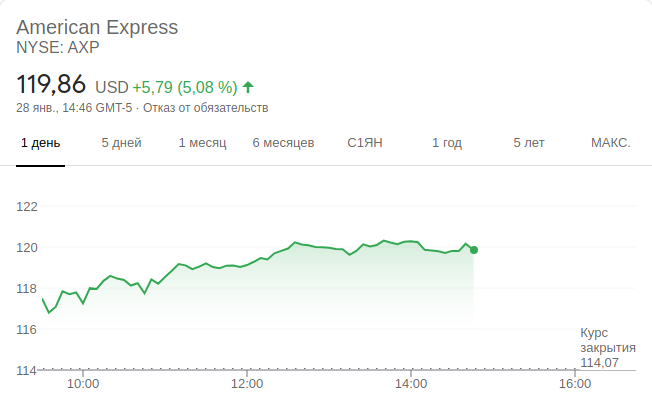 American Express
NYSE: AXP
119,86 USD +5,79 (5,08 %)
28 янв., 14:46 GMT-5 · Отказ от обязательств
1 день 5 дней 1 месяц 6 месяцев С1ЯН 1 год 5 лет МАКС.
122
120
118
116
114
Курс
закрытия
114,07
10:00 12:00 14:00 16:00